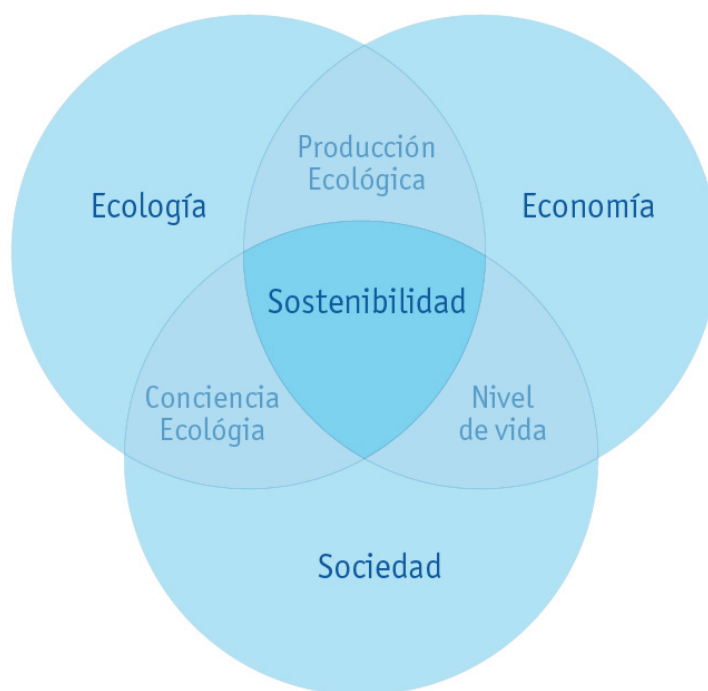 Producción
Ecológica
Ecología
Economía
Sostenibilidad
Conciencia
Ecológia
Nivel
de vida
Sociedad